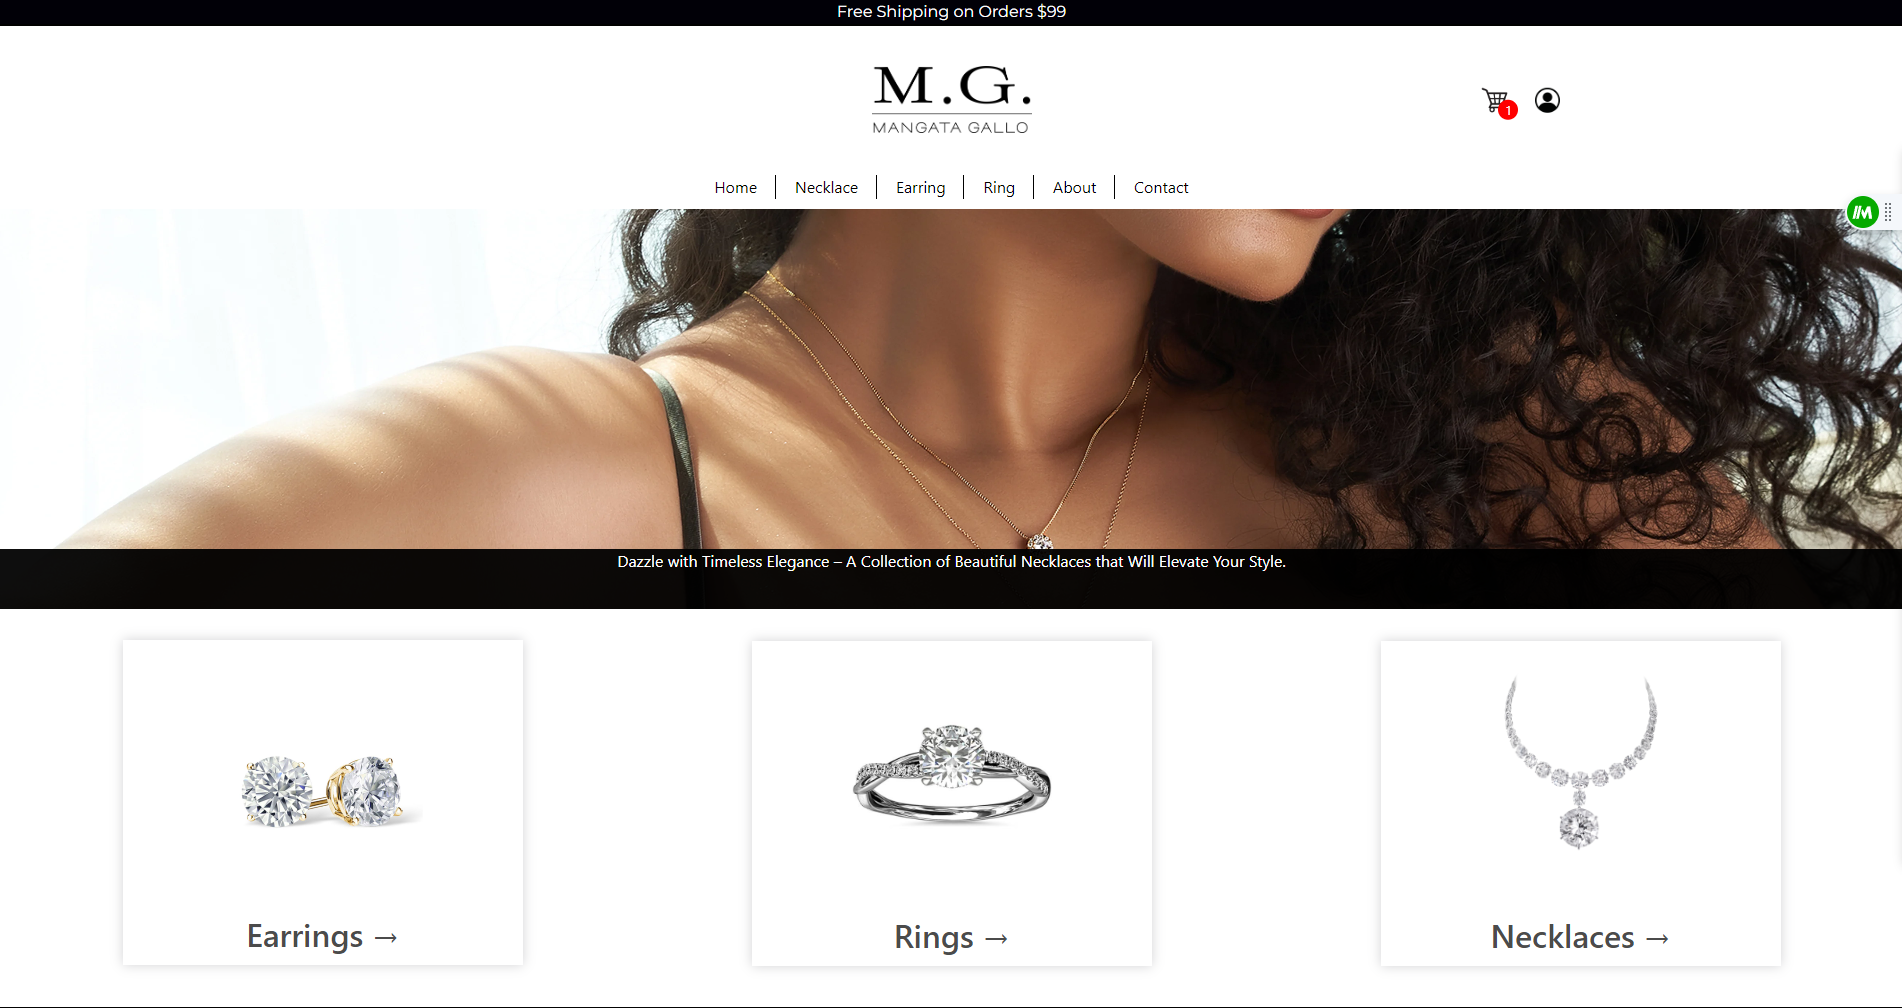 Free Shipping on Orders $99
M.G.
MANGATA GALLO
1
Home Necklace Earring Ring About Contact
M
Dazzle with Timeless Elegance – A Collection of Beautiful Necklaces that Will Elevate Your Style.
Earrings →
Rings →
Necklaces →